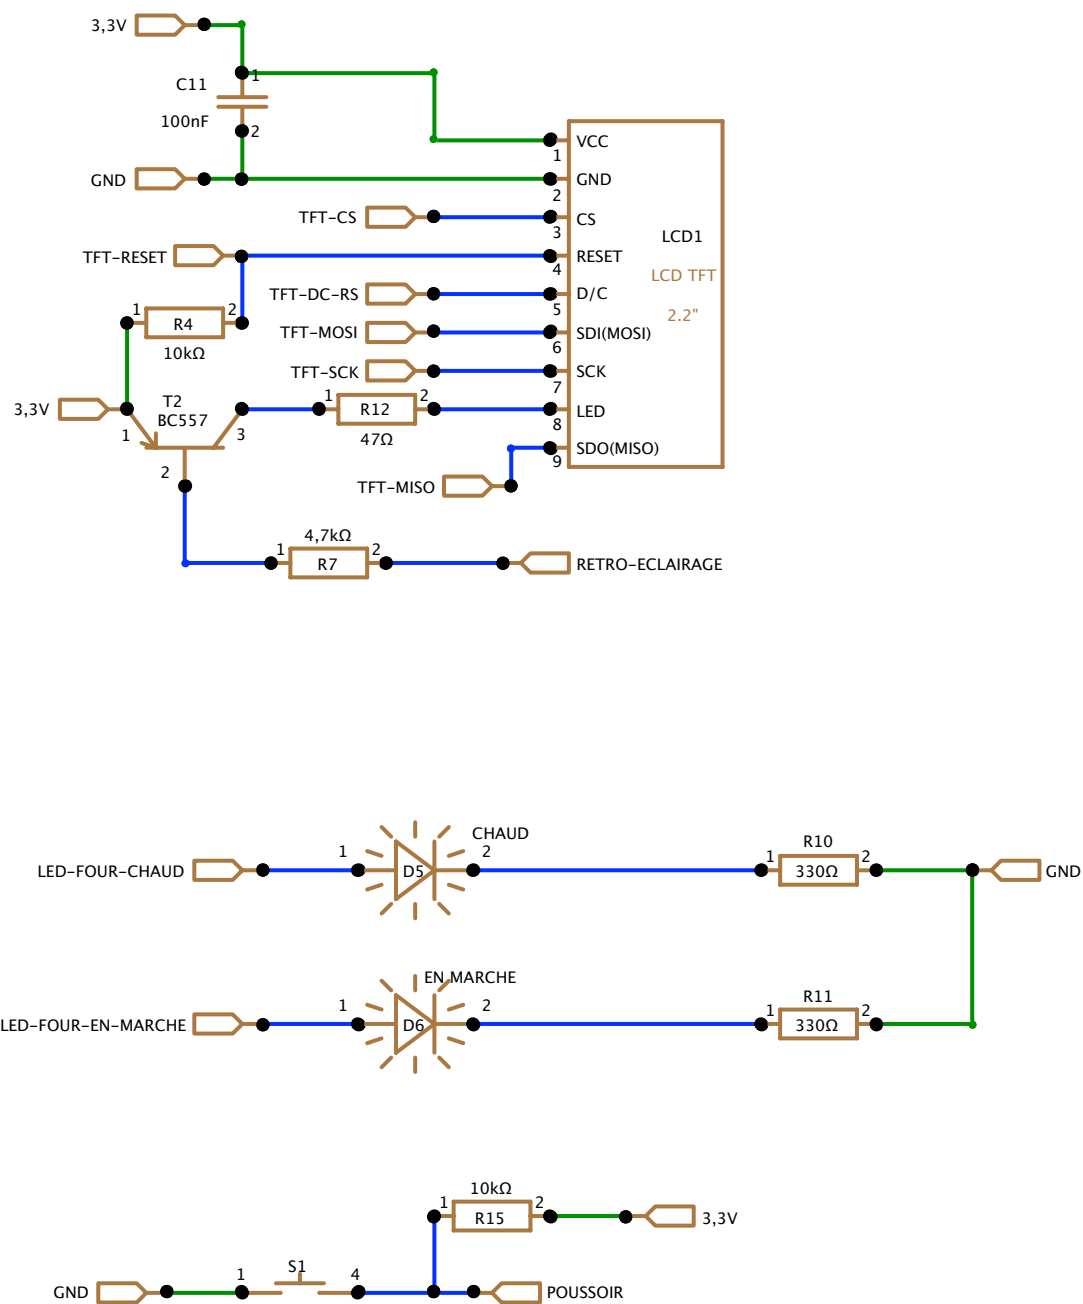 3,3V
C11
1
100nF
2
GND
VCC
1
GND
2
TFT-CS
CS
3
LCD1
TFT-RESET
RESET
4
LCD TFT
TFT-DC-RS
D/C
5
2.2"
1
R4
2
10kΩ
TFT-MOSI
SDI(MOSI)
6
TFT-SCK
SCK
7
3,3V
T2
BC557
1
2
3
1
R12
2
47Ω
LED
8
SDO(MISO)
9
TFT-MISO
4,7kΩ
1
R7
2
RETRO-ECLAIRAGE
CHAUD
LED-FOUR-CHAUD
1
D5
2
R10
1
330Ω
2
GND
EN MARCHE
LED-FOUR-EN-MARCHE
1
D6
2
R11
1
330Ω
2
10kΩ
1
R15
2
3,3V
GND
1
S1
4
POUSSOIR